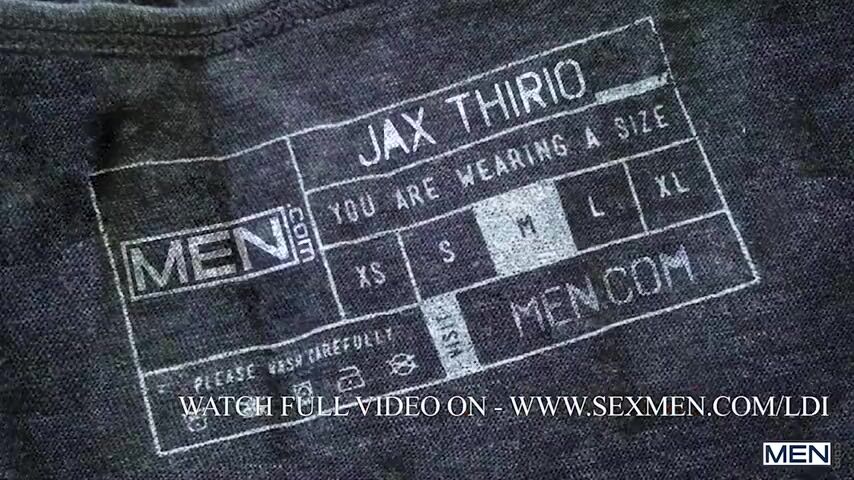 JAX THIRIO
YOU ARE WEARING A SIZE
XS S M L XL
MEN.com
VISIT MEN.COM
PLEASE WASH CAREFULLY
WATCH FULL VIDEO ON - WWW.SEXMEN.COM/LDI
MEN